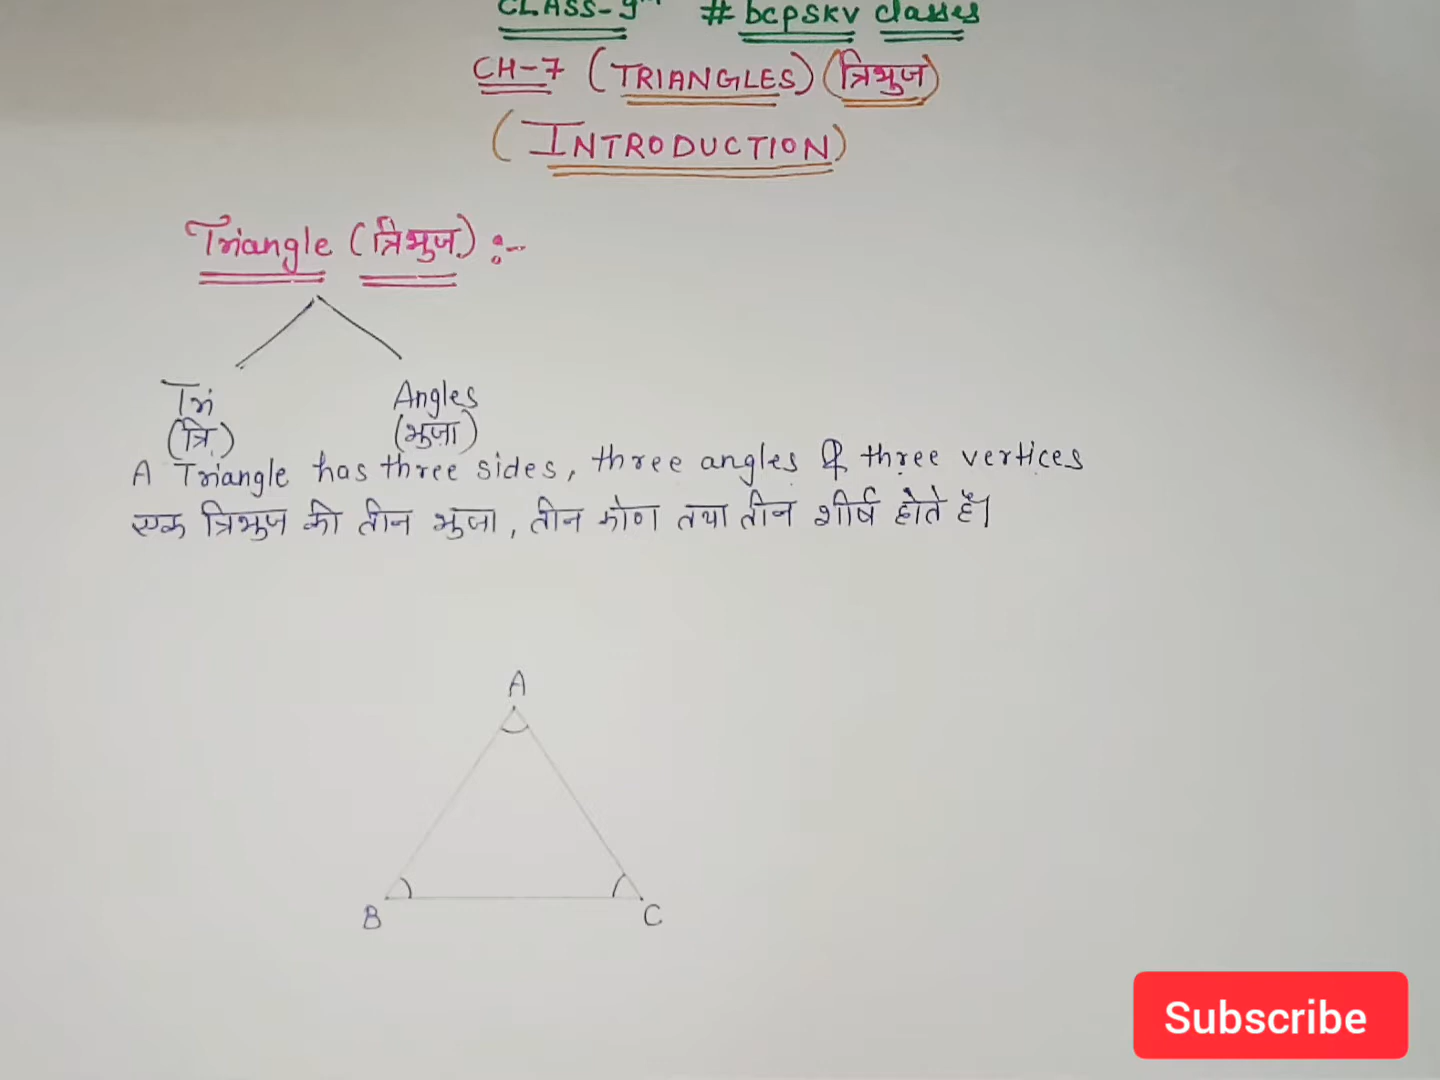 CLASS-9th #bcpskv classes
CH-7 (TRIANGLES) (त्रिभुज)
(INTRODUCTION)
Triangle (त्रिभुज) :-
Tri Angles
(त्रि) (भुजा)
A Triangle has three sides, three angles & three vertices
एक त्रिभुज की तीन भुजा, तीन कोण तथा तीन शीर्ष होते हैं।
A
B C
Subscribe